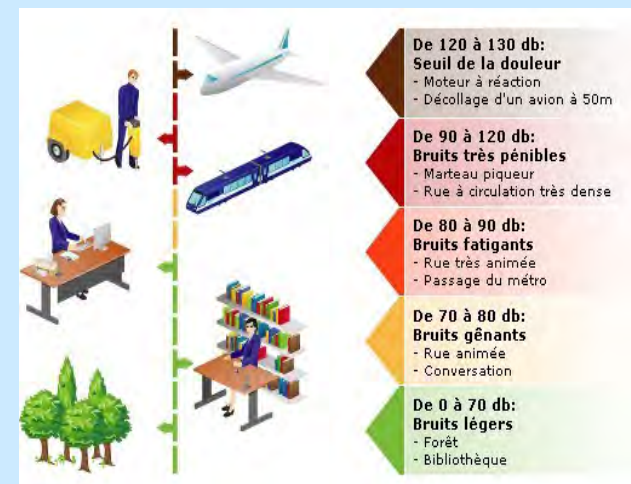 De 120 à 130 db:
Seuil de la douleur
- Moteur à réaction
- Décollage d'un avion à 50m
De 90 à 120 db:
Bruits très pénibles
- Marteau piqueur
- Rue à circulation très dense
De 80 à 90 db:
Bruits fatigants
- Rue très animée
- Passage du métro
De 70 à 80 db:
Bruits gênants
- Rue animée
- Conversation
De 0 à 70 db:
Bruits légers
- Forêt
- Bibliothèque